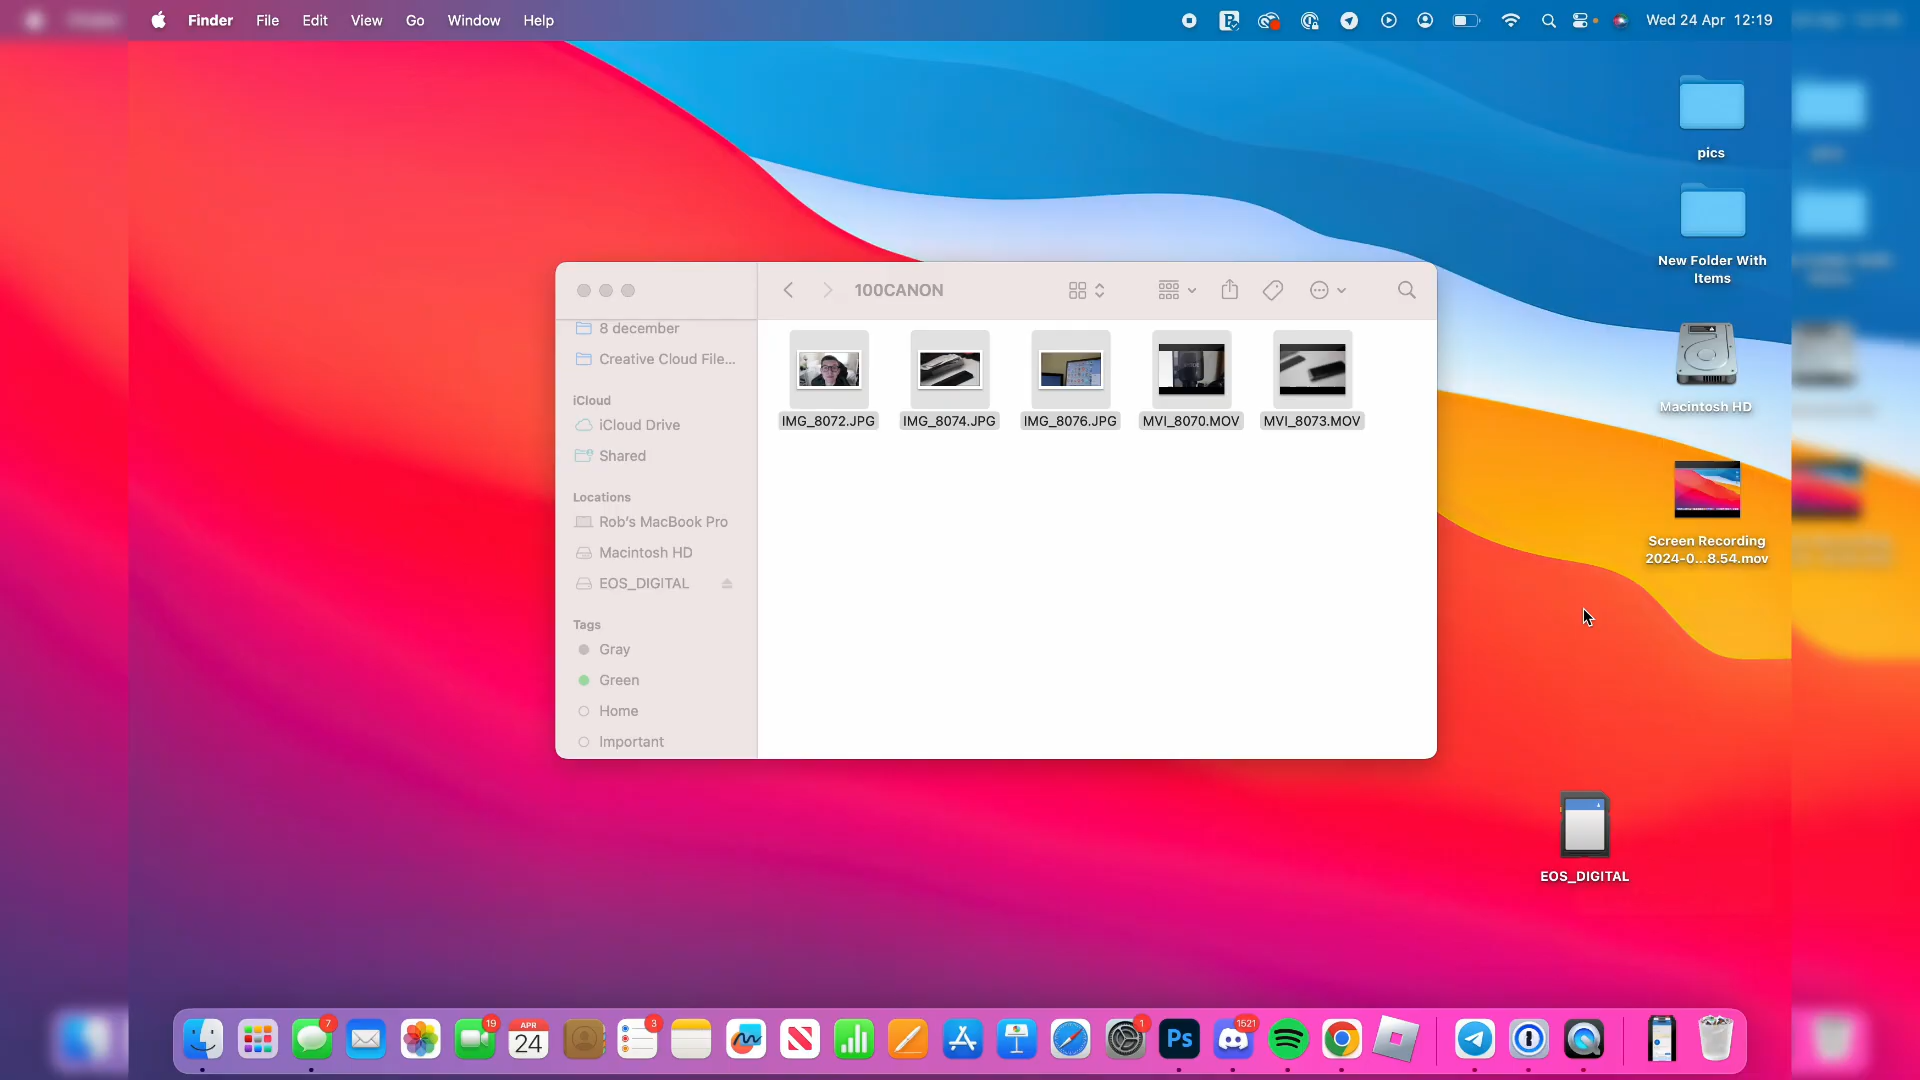 Finder File Edit View Go Window Help Wed 24 Apr 12:19
pics
New Folder With
Items
Macintosh HD
Screen Recording
2024-0...8.54.mov
EOS_DIGITAL
100CANON
8 december
Creative Cloud File...
iCloud
iCloud Drive
Shared
Locations
Rob's MacBook Pro
Macintosh HD
EOS_DIGITAL
Tags
Gray
Green
Home
Important
IMG_8072.JPG IMG_8074.JPG IMG_8076.JPG MVI_8070.MOV MVI_8073.MOV
7 19 APR 24 3 1 Ps 1521